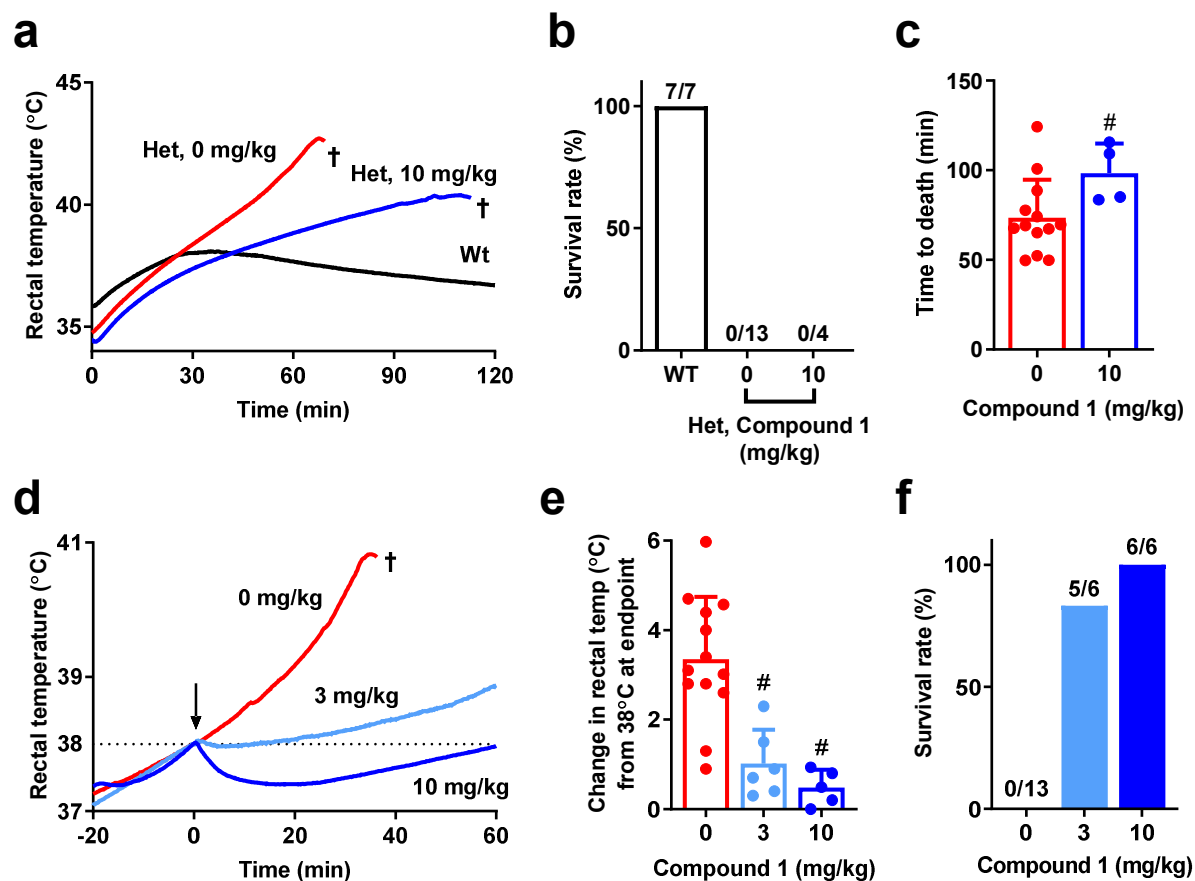 a
Rectal temperature (°C)
45
40
35
Het, 0 mg/kg
†
Het, 10 mg/kg
†
Wt
0 30 60 90 120
Time (min)
b
Survival rate (%)
100
50
0
7/7
0/13 0/4
WT 0 10
Het, Compound 1
(mg/kg)
c
Time to death (min)
150
100
50
0
#
0 10
Compound 1 (mg/kg)
d
Rectal temperature (°C)
41
39
38
37
†
0 mg/kg
3 mg/kg
10 mg/kg
-20 0 20 40 60
Time (min)
e
Change in rectal temp (°C)
from 38°C at endpoint
6
4
2
0
#
#
0 3 10
Compound 1 (mg/kg)
f
Survival rate (%)
100
50
0
6/6
5/6
0/13
0 3 10
Compound 1 (mg/kg)